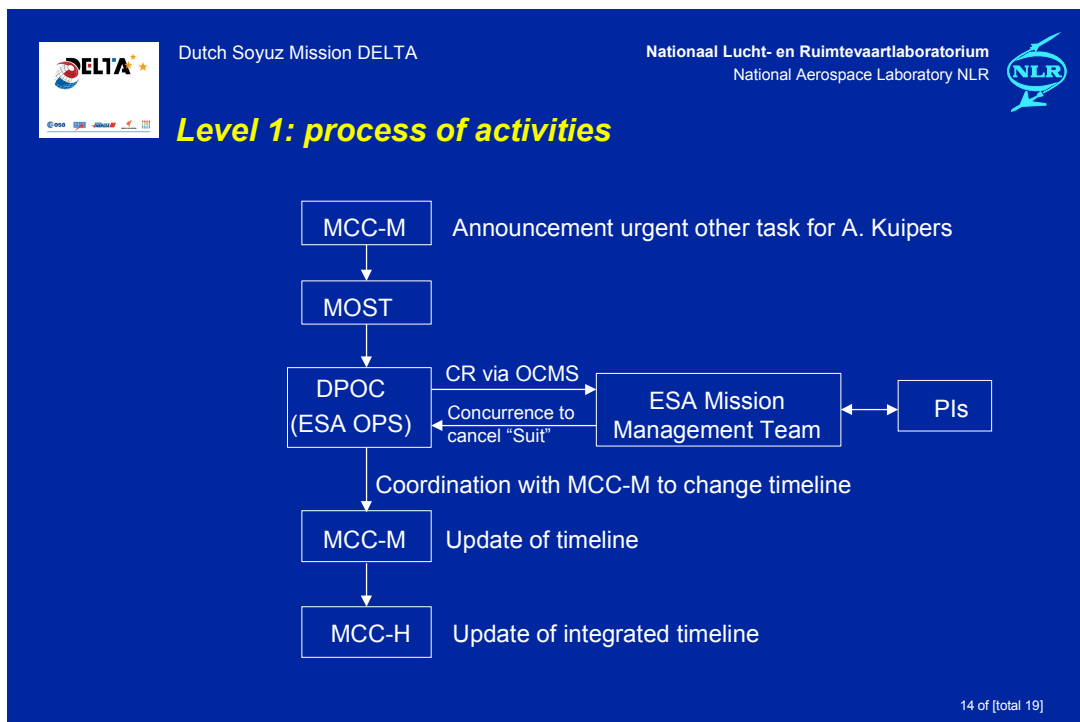 DELTA
esa
Dutch Soyuz Mission DELTA
Nationaal Lucht- en Ruimtevaartlaboratorium
National Aerospace Laboratory NLR
NLR
Level 1: process of activities
MCC-M
Announcement urgent other task for A. Kuipers
MOST
DPOC
(ESA OPS)
CR via OCMS
Concurrence to
cancel “Suit”
ESA Mission
Management Team
PIs
Coordination with MCC-M to change timeline
MCC-M
Update of timeline
MCC-H
Update of integrated timeline
14 of [total 19]